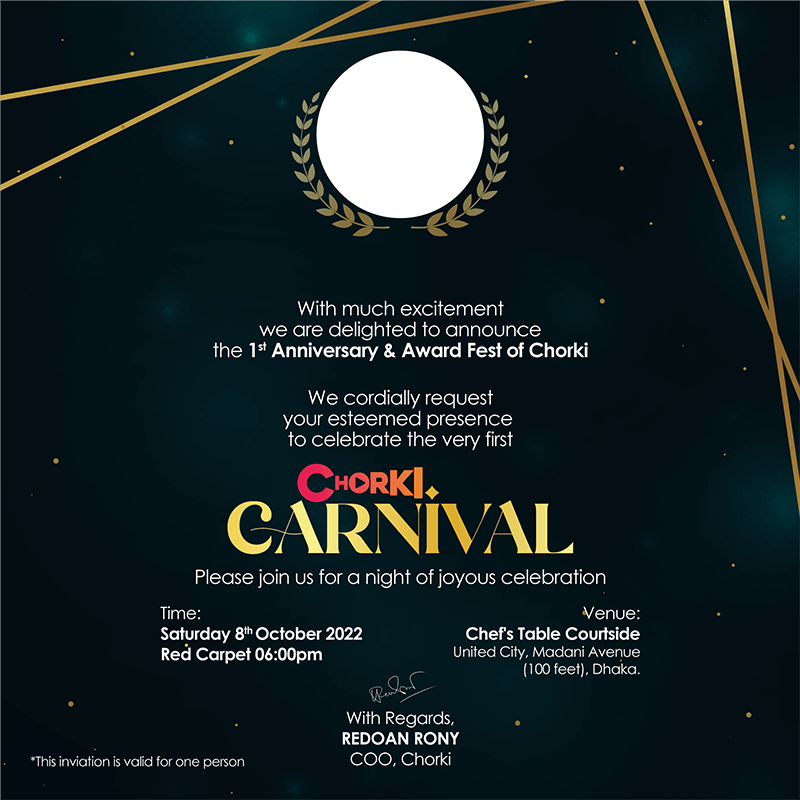 With much excitement
we are delighted to announce
the 1st Anniversary & Award Fest of Chorki
We cordially request
your esteemed presence
to celebrate the very first
CHORKI
CARNIVAL
Please join us for a night of joyous celebration
Time:
Saturday 8th October 2022
Red Carpet 06:00pm
Venue:
Chef's Table Courtside
United City, Madani Avenue
(100 feet), Dhaka.
With Regards,
REDOAN RONY
COO, Chorki
*This inviation is valid for one person